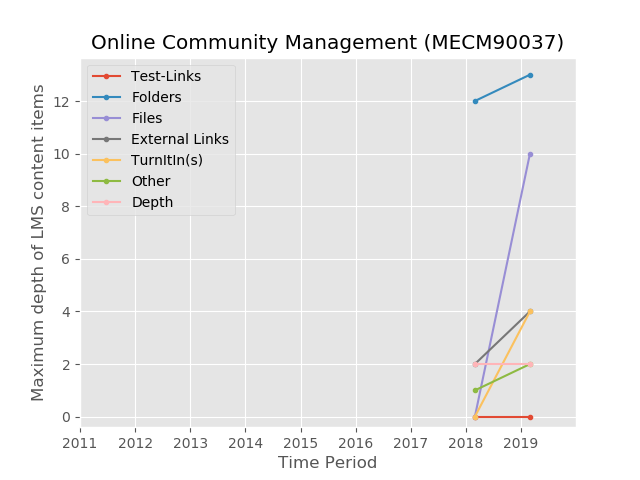 Online Community Management (MECM90037)
Test-Links
Folders
Files
External Links
TurnItIn(s)
Other
Depth
Maximum depth of LMS content items
12
10
8
6
4
2
0
2011 2012 2013 2014 2015 2016 2017 2018 2019
Time Period